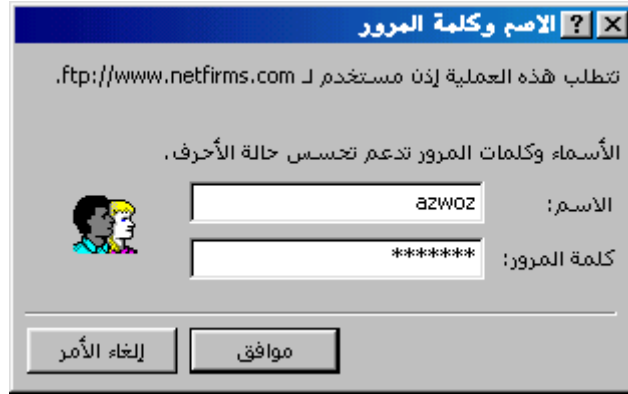 الاسم وكلمة المرور
تتطلب هذه العملية إذن مستخدم لـ ftp://www.netfirms.com.
الأسماء وكلمات المرور تدعم تحسس حالة الأحرف.
الاسم: azwoz
كلمة المرور: *******
موافق إلغاء الأمر